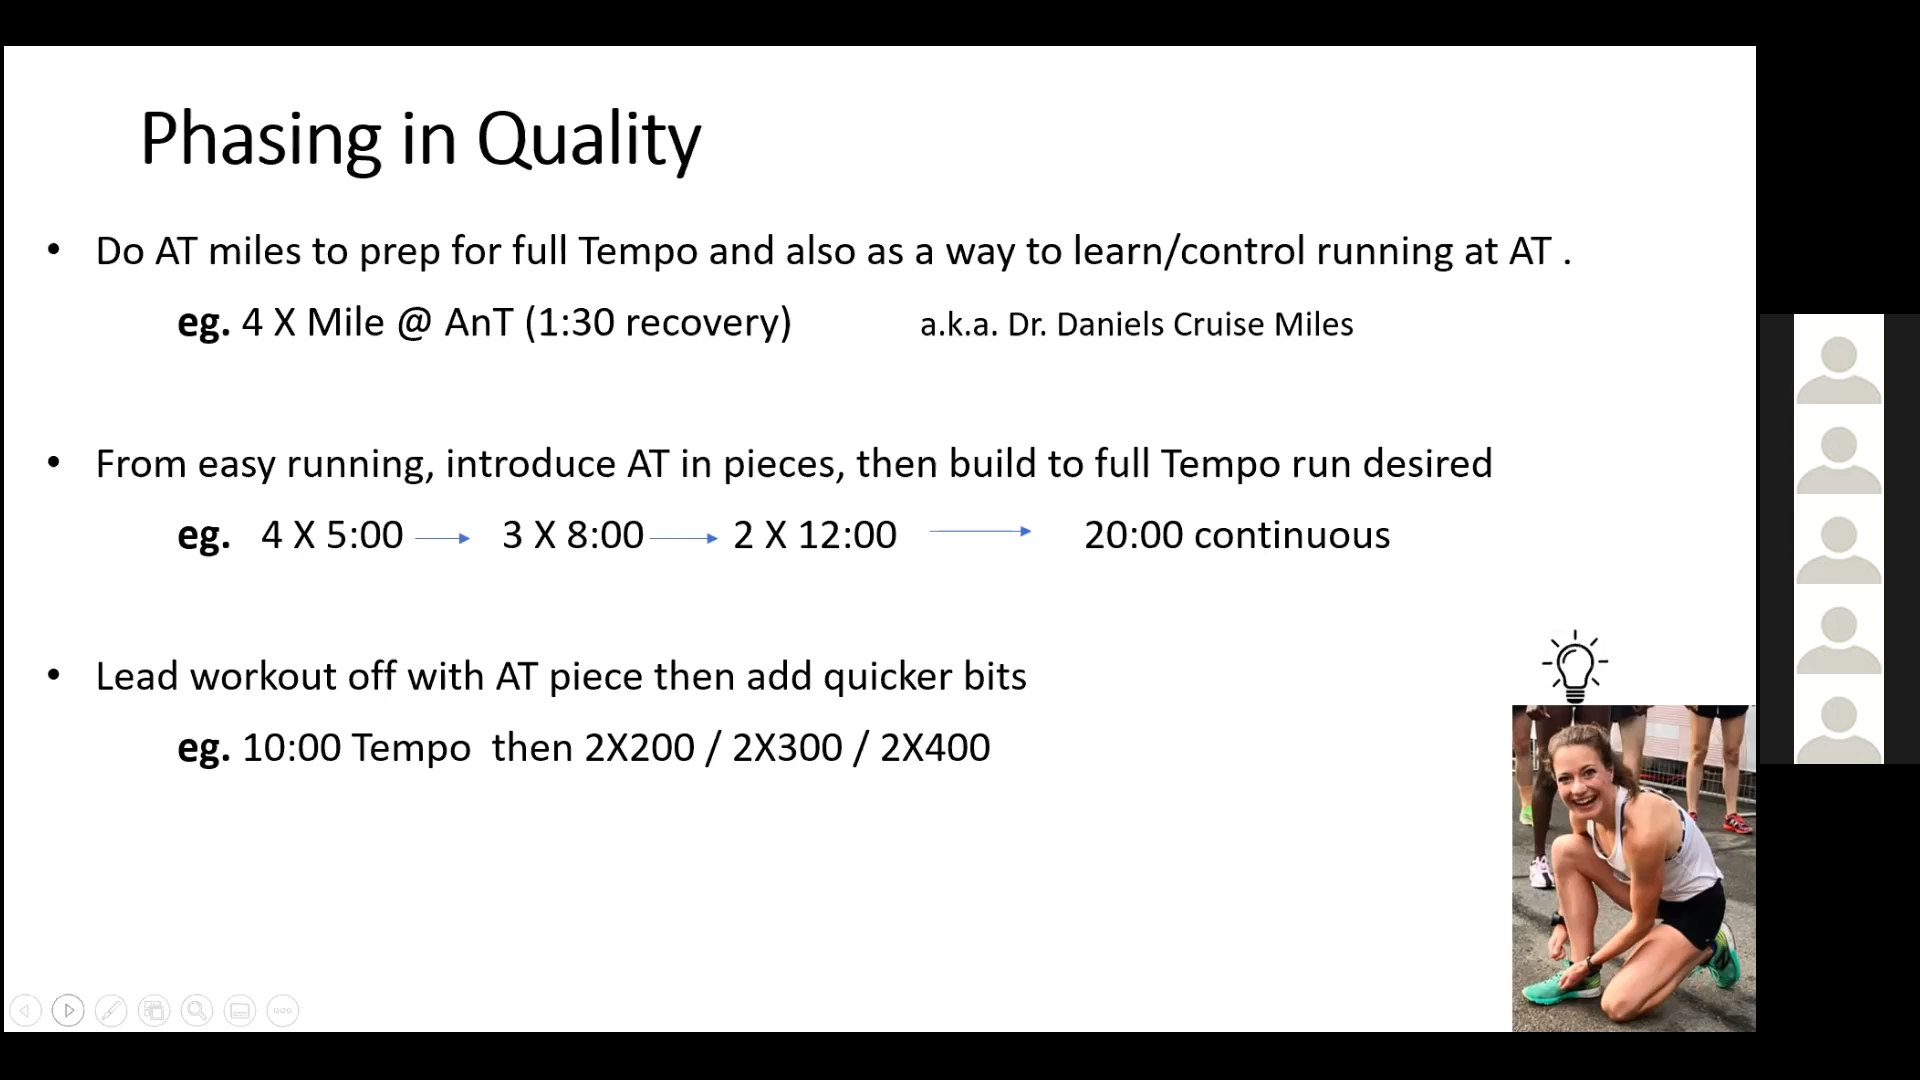 Phasing in Quality
• Do AT miles to prep for full Tempo and also as a way to learn/control running at AT .
eg. 4 X Mile @ AnT (1:30 recovery) a.k.a. Dr. Daniels Cruise Miles
• From easy running, introduce AT in pieces, then build to full Tempo run desired
eg. 4 X 5:00 → 3 X 8:00 → 2 X 12:00 → 20:00 continuous
• Lead workout off with AT piece then add quicker bits
eg. 10:00 Tempo then 2X200 / 2X300 / 2X400